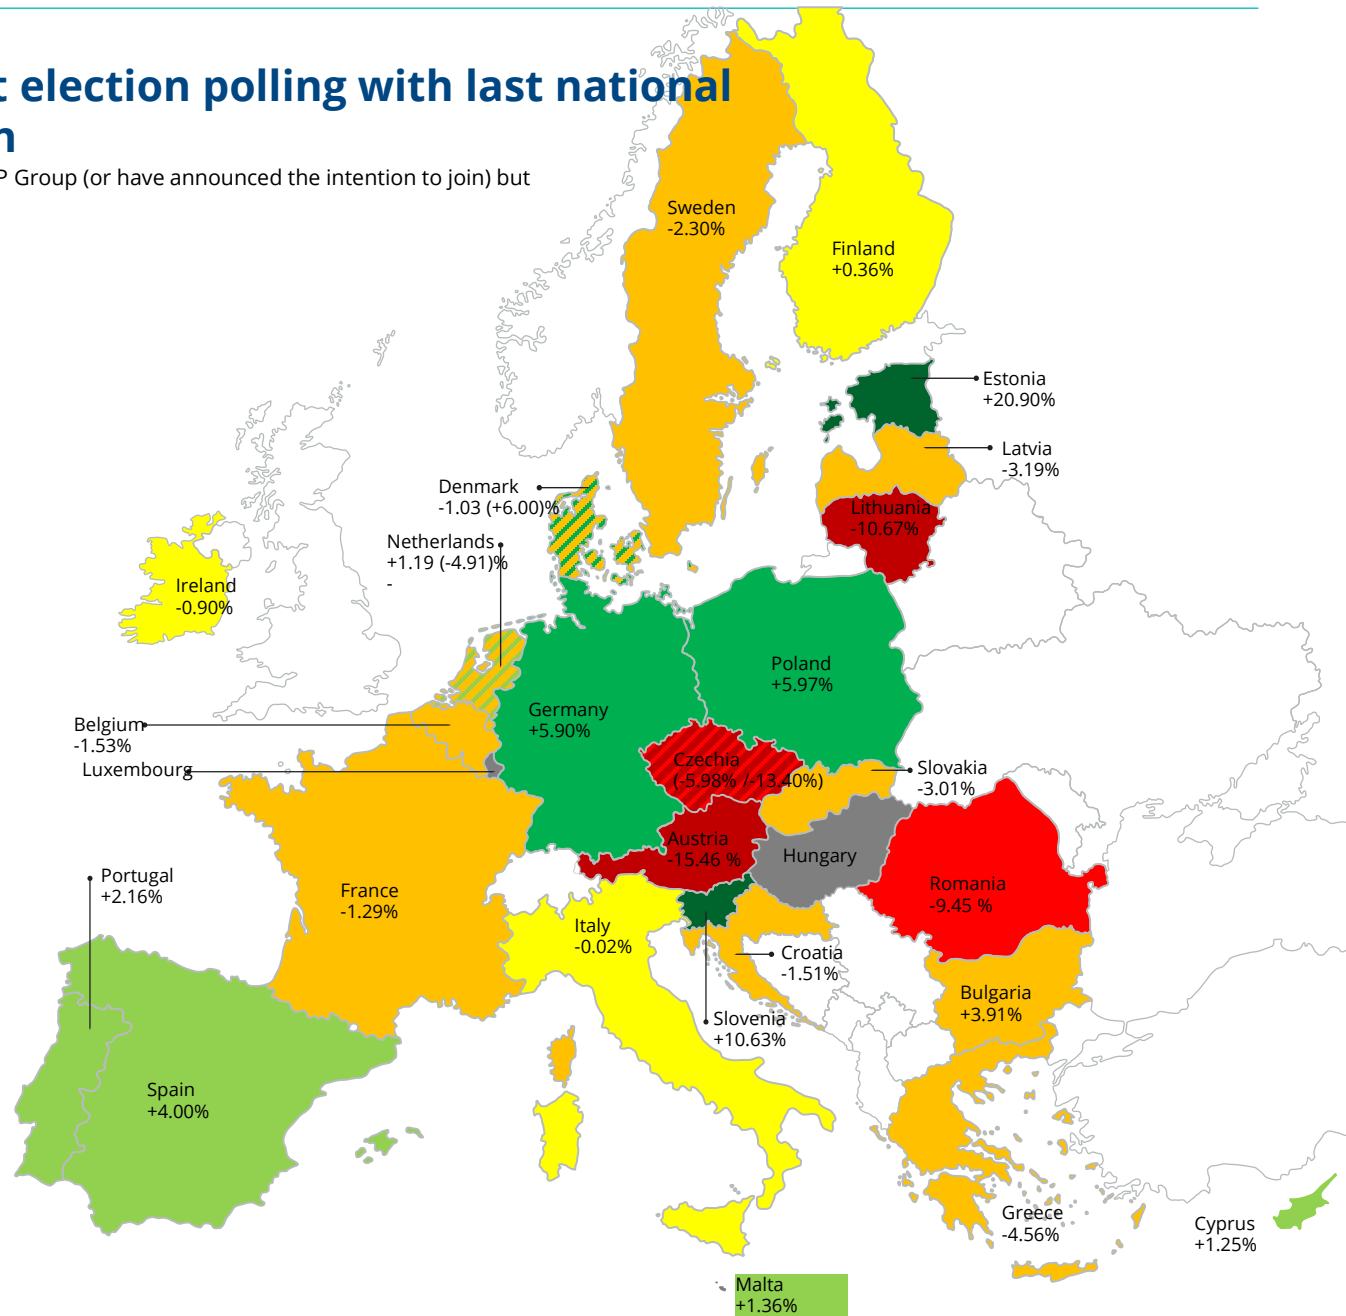 t election polling with last national
n
P Group (or have announced the intention to join) but
Sweden
-2.30%
Finland
+0.36%
Estonia
+20.90%
Latvia
-3.19%
Lithuania
-10.67%
Denmark
-1.03 (+6.00)%
Netherlands
+1.19 (-4.91)%
-
Ireland
-0.90%
Poland
+5.97%
Germany
+5.90%
Belgium
-1.53%
Luxembourg
Czechia
(-5.98% /-13.40%)
Slovakia
-3.01%
Austria
-15.46 %
Hungary
Portugal
+2.16%
France
-1.29%
Romania
-9.45 %
Italy
-0.02%
Croatia
-1.51%
Bulgaria
+3.91%
Slovenia
+10.63%
Spain
+4.00%
Greece
-4.56%
Cyprus
+1.25%
Malta
+1.36%